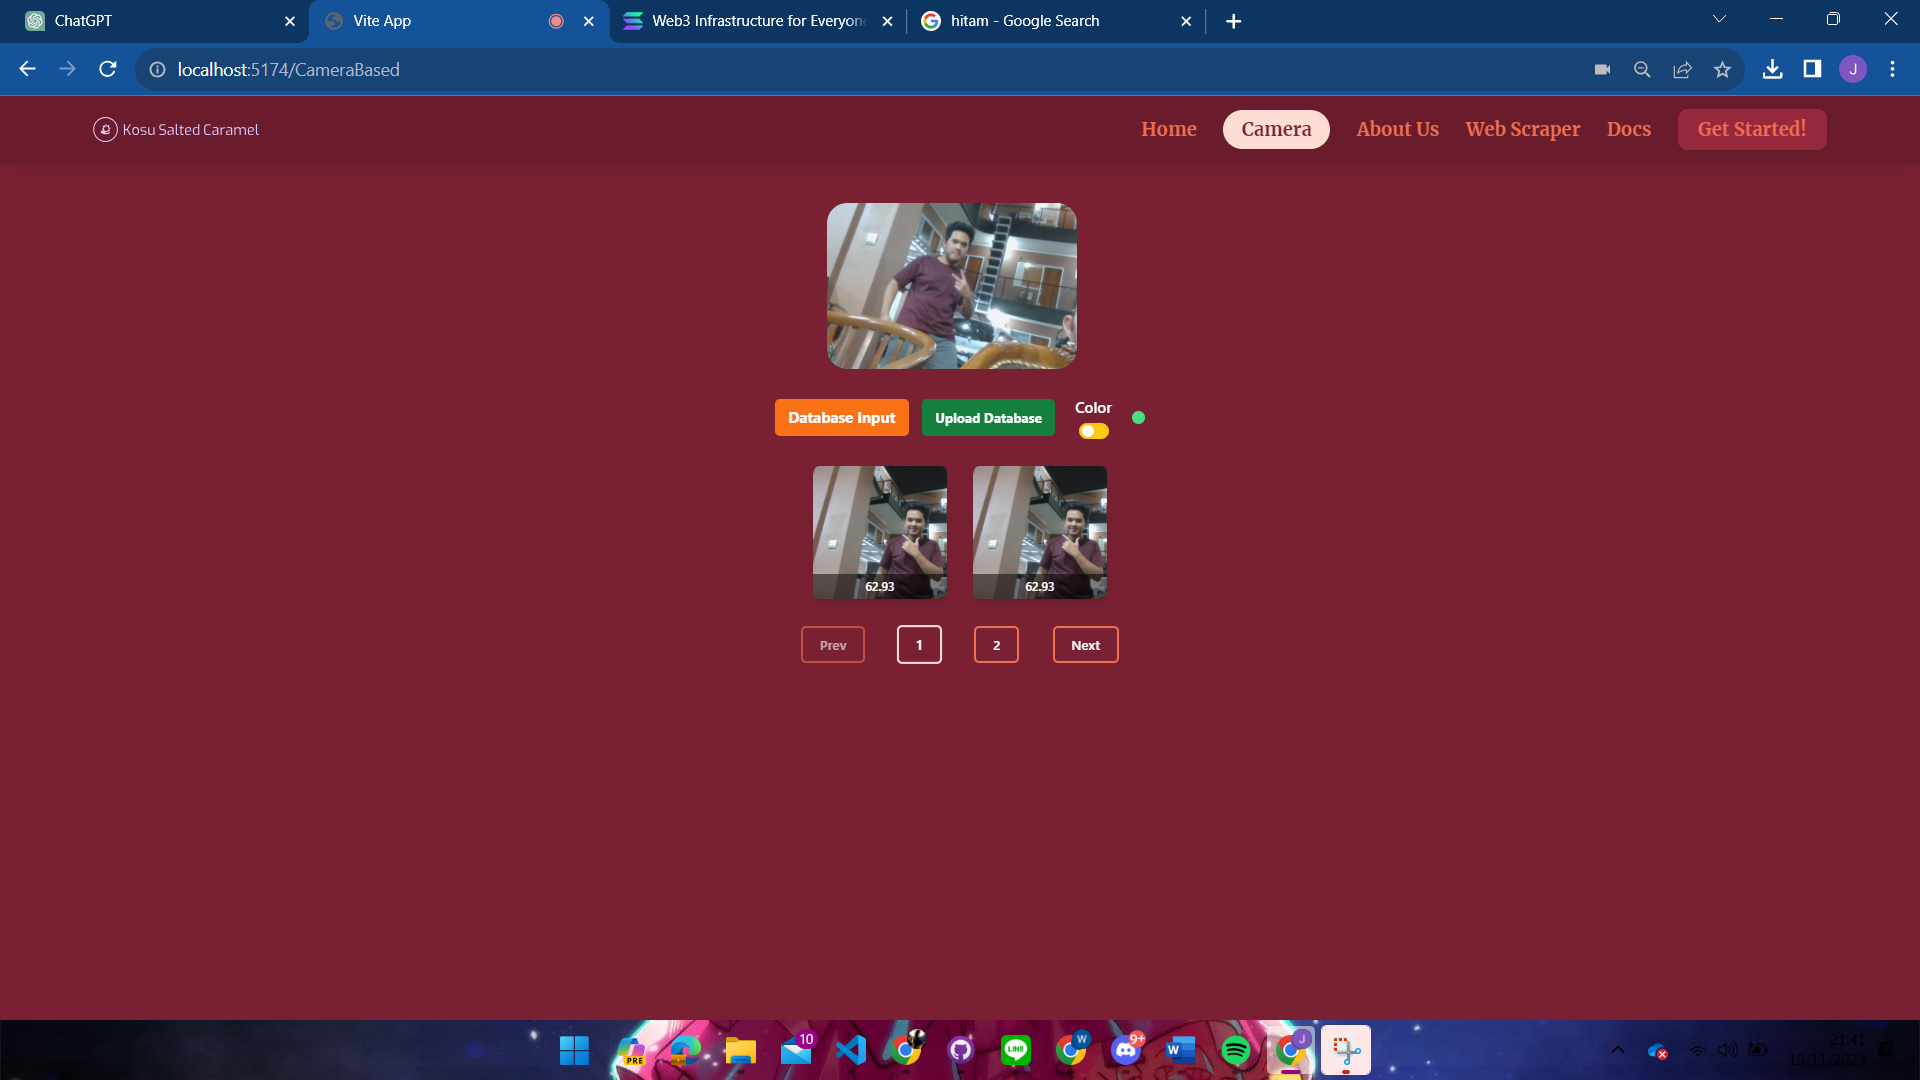 ChatGPT
Vite App
Web3 Infrastructure for Everyon
hitam - Google Search
localhost:5174/CameraBased
J
Kosu Salted Caramel
Home
Camera
About Us
Web Scraper
Docs
Get Started!
Database Input
Upload Database
Color
62.93
62.93
Prev
1
2
Next
PRE
10
LINE
W
9+
W
J
21:41
19/11/2023